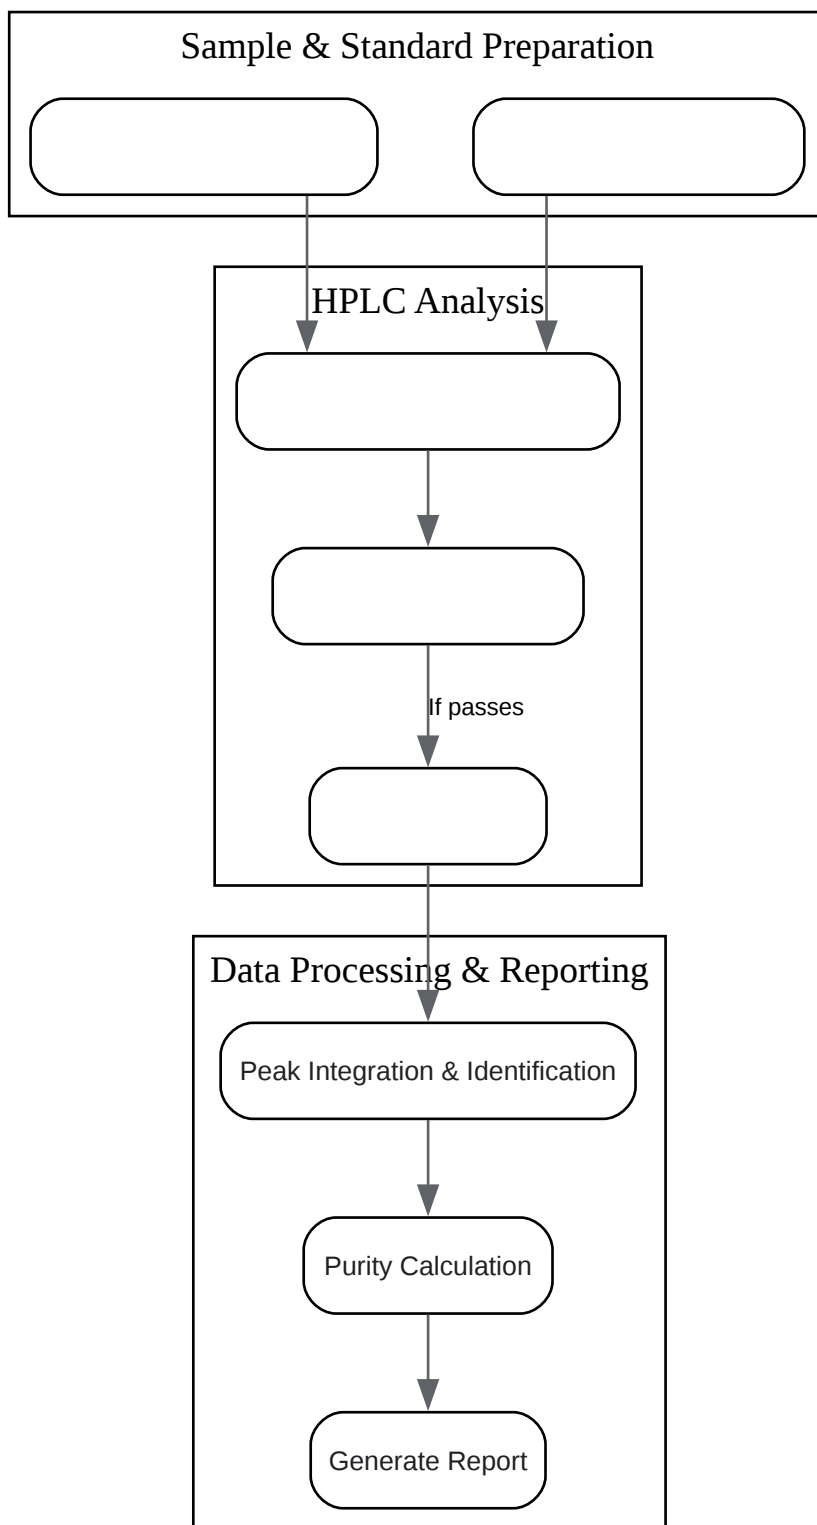 Sample & Standard Preparation
HPLC Analysis
If passes
Data Processing & Reporting
Peak Integration & Identification
Purity Calculation
Generate Report